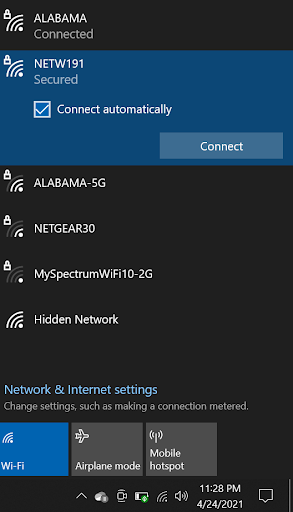 ALABAMA
Connected
NETW191
Secured
Connect automatically
Connect
ALABAMA-5G
NETGEAR30
MySpectrumWiFi10-2G
Hidden Network
Network & Internet settings
Change settings, such as making a connection metered.
Wi-Fi
Airplane mode
Mobile
hotspot
11:28 PM
4/24/2021